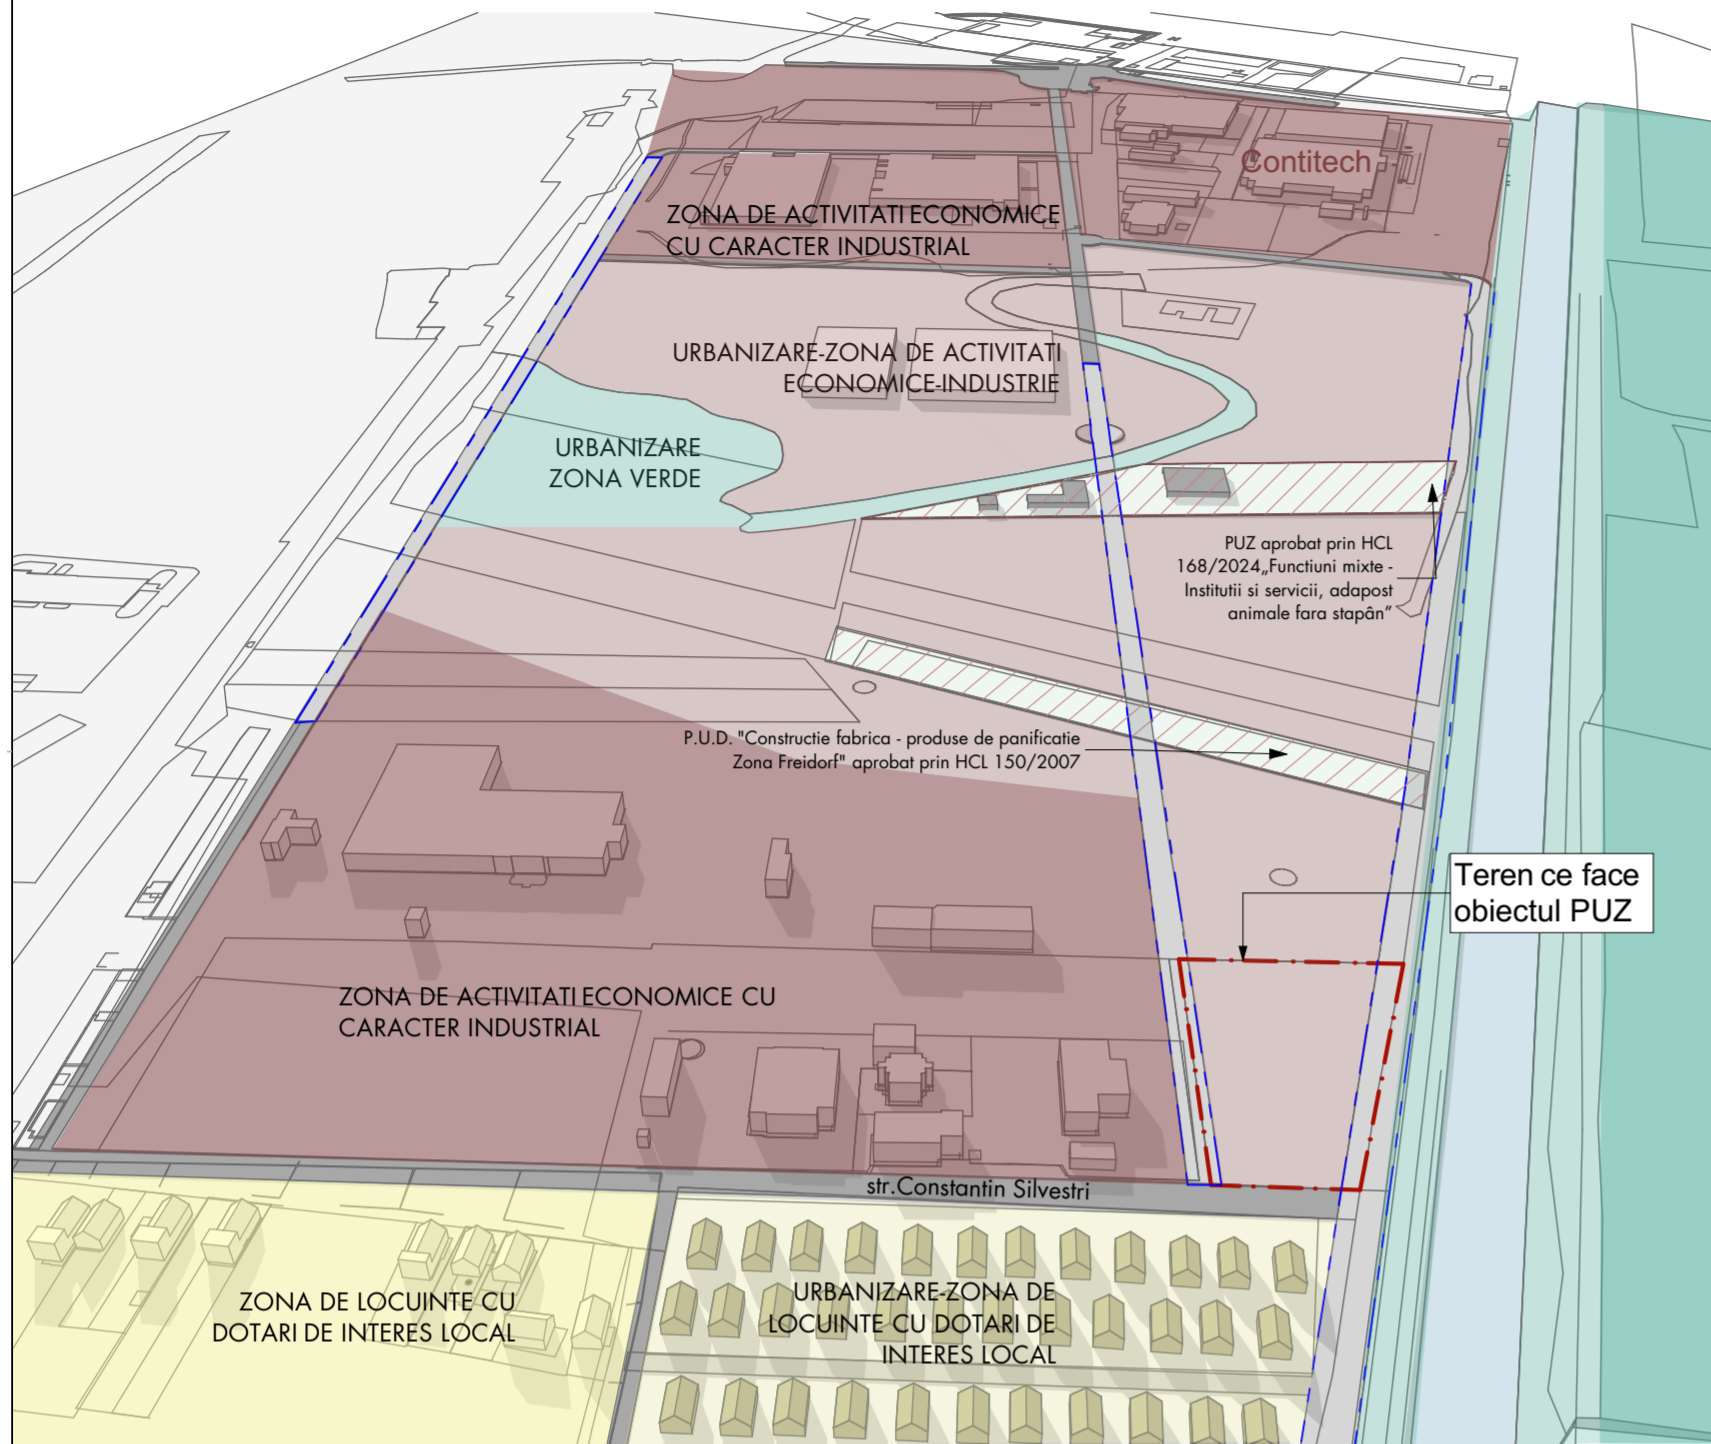 Contitech
ZONA DE ACTIVITATI ECONOMICE
CU CARACTER INDUSTRIAL
URBANIZARE-ZONA DE ACTIVITATI
ECONOMICE-INDUSTRIE
URBANIZARE
ZONA VERDE
PUZ aprobat prin HCL
168/2024„Functiuni mixte -
Institutii si servicii, adapost
animale fara stapân”
P.U.D. "Constructie fabrica - produse de panificatie
Zona Freidorf" aprobat prin HCL 150/2007
Teren ce face
obiectul PUZ
ZONA DE ACTIVITATI ECONOMICE CU
CARACTER INDUSTRIAL
str.Constantin Silvestri
ZONA DE LOCUINTE CU
DOTARI DE INTERES LOCAL
URBANIZARE-ZONA DE
LOCUINTE CU DOTARI DE
INTERES LOCAL